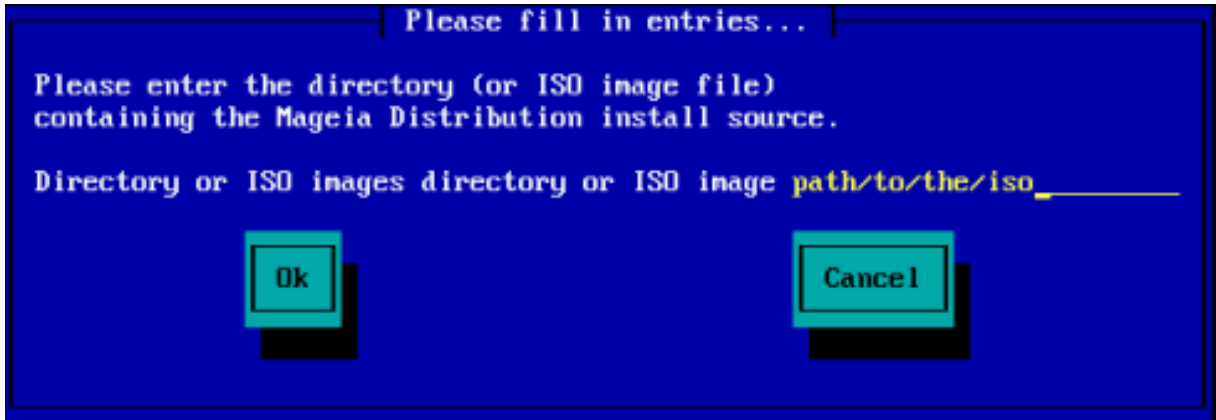 Please fill in entries...
Please enter the directory (or ISO image file)
containing the Mageia Distribution install source.
Directory or ISO images directory or ISO image path/to/the/iso
Ok Cancel